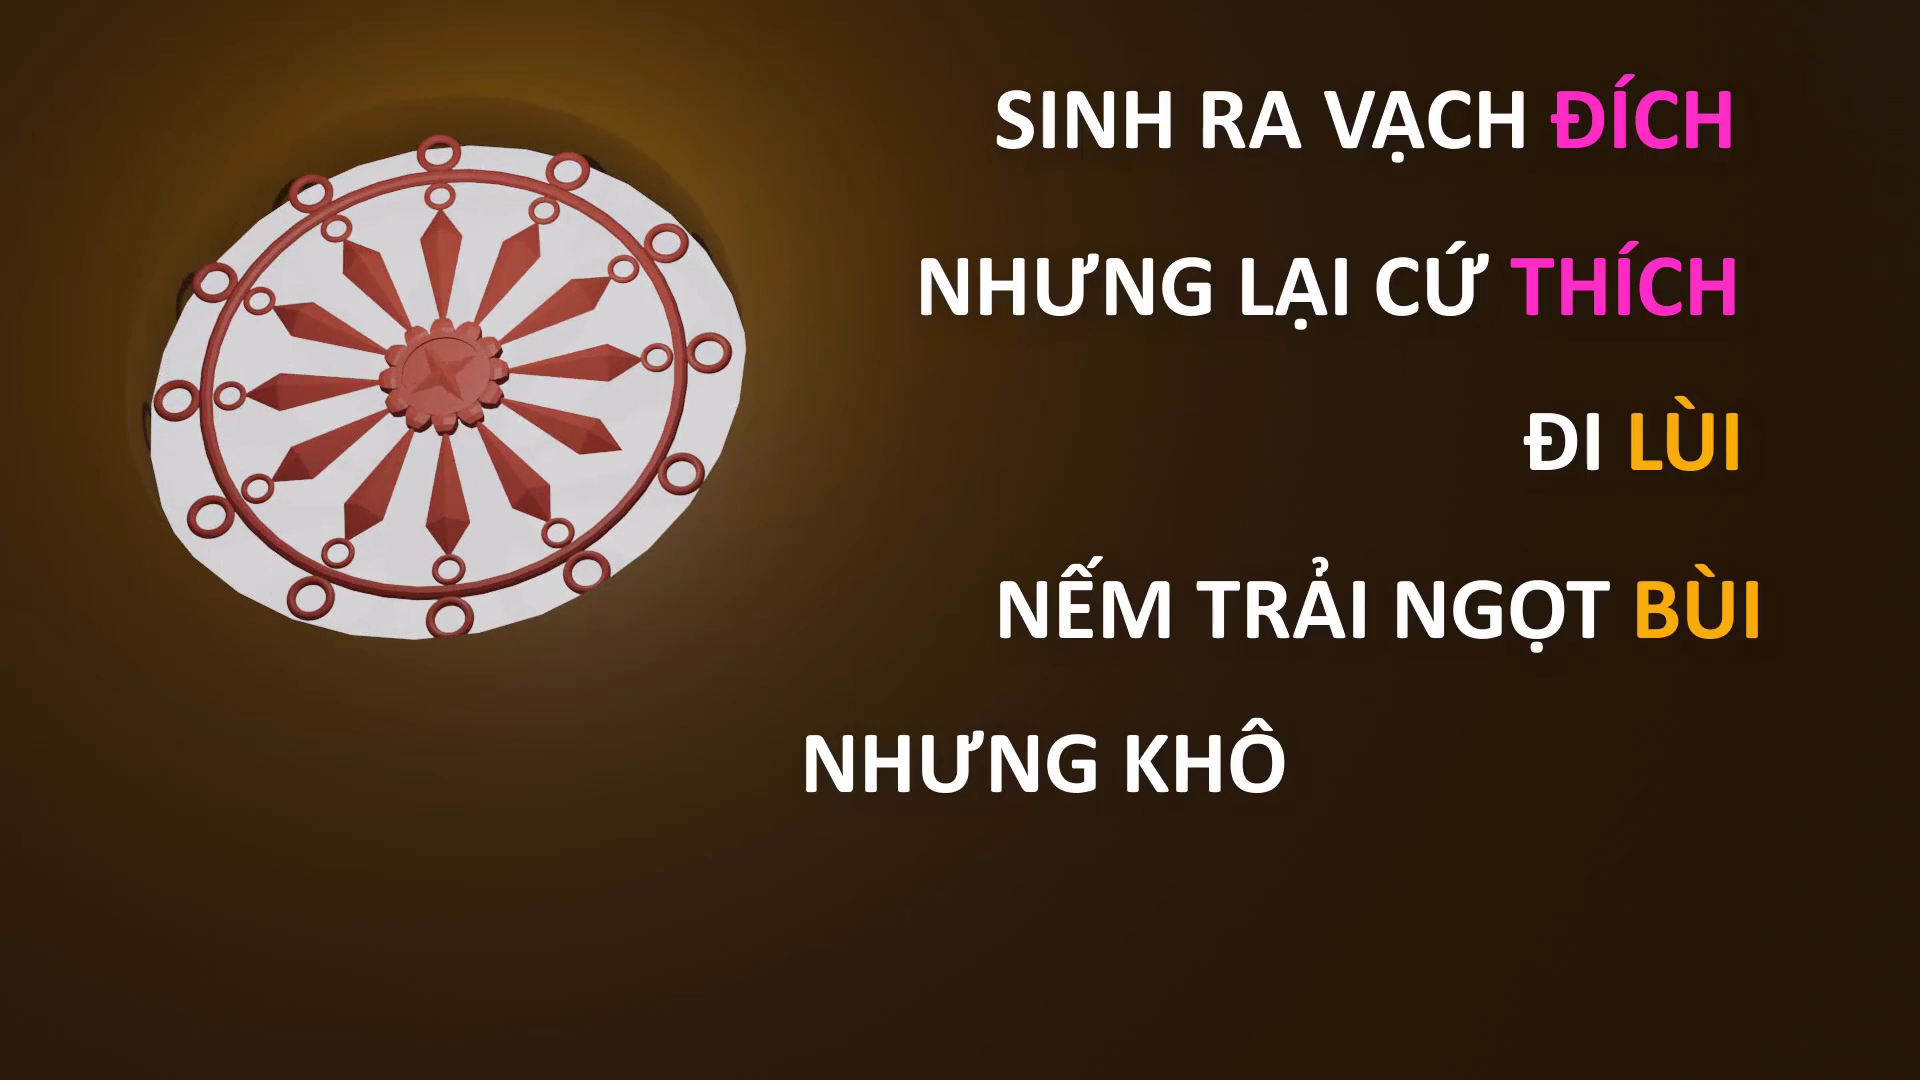 SINH RA VẠCH ĐÍCH
NHƯNG LẠI CỨ THÍCH
ĐI LÙI
NẾM TRẢI NGỌT BÙI
NHƯNG KHÔ